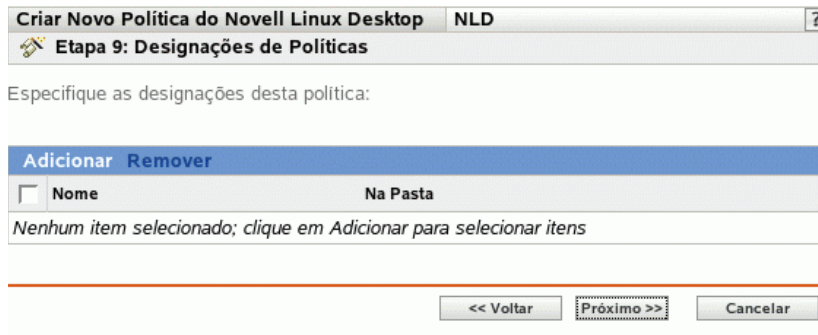 Criar Novo Política do Novell Linux Desktop NLD ?
Etapa 9: Designações de Políticas
Especifique as designações desta política:
Adicionar Remover
Nome Na Pasta
Nenhum item selecionado; clique em Adicionar para selecionar itens
<< Voltar Próximo >> Cancelar